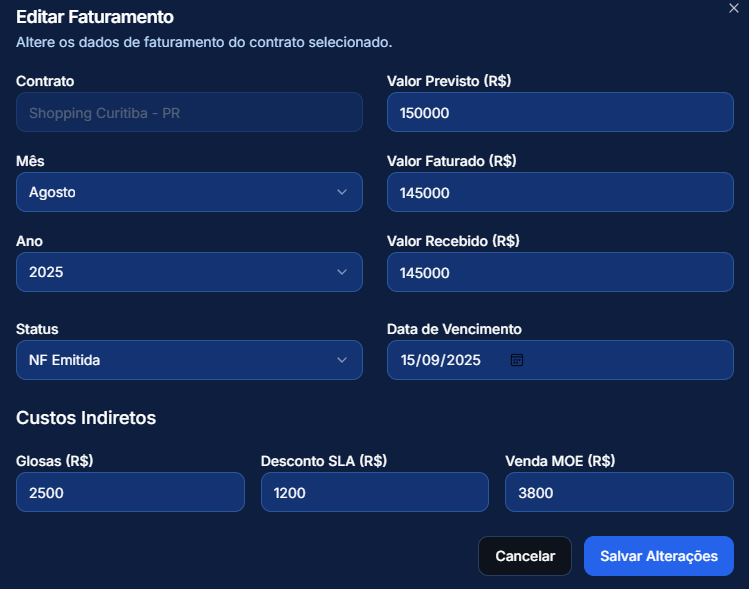 Editar Faturamento
Altere os dados de faturamento do contrato selecionado.
Contrato
Shopping Curitiba - PR
Valor Previsto (R$)
150000
Mês
Agosto
Valor Faturado (R$)
145000
Ano
2025
Valor Recebido (R$)
145000
Status
NF Emitida
Data de Vencimento
15/09/2025
Custos Indiretos
Glosas (R$)
2500
Desconto SLA (R$)
1200
Venda MOE (R$)
3800
Cancelar
Salvar Alterações